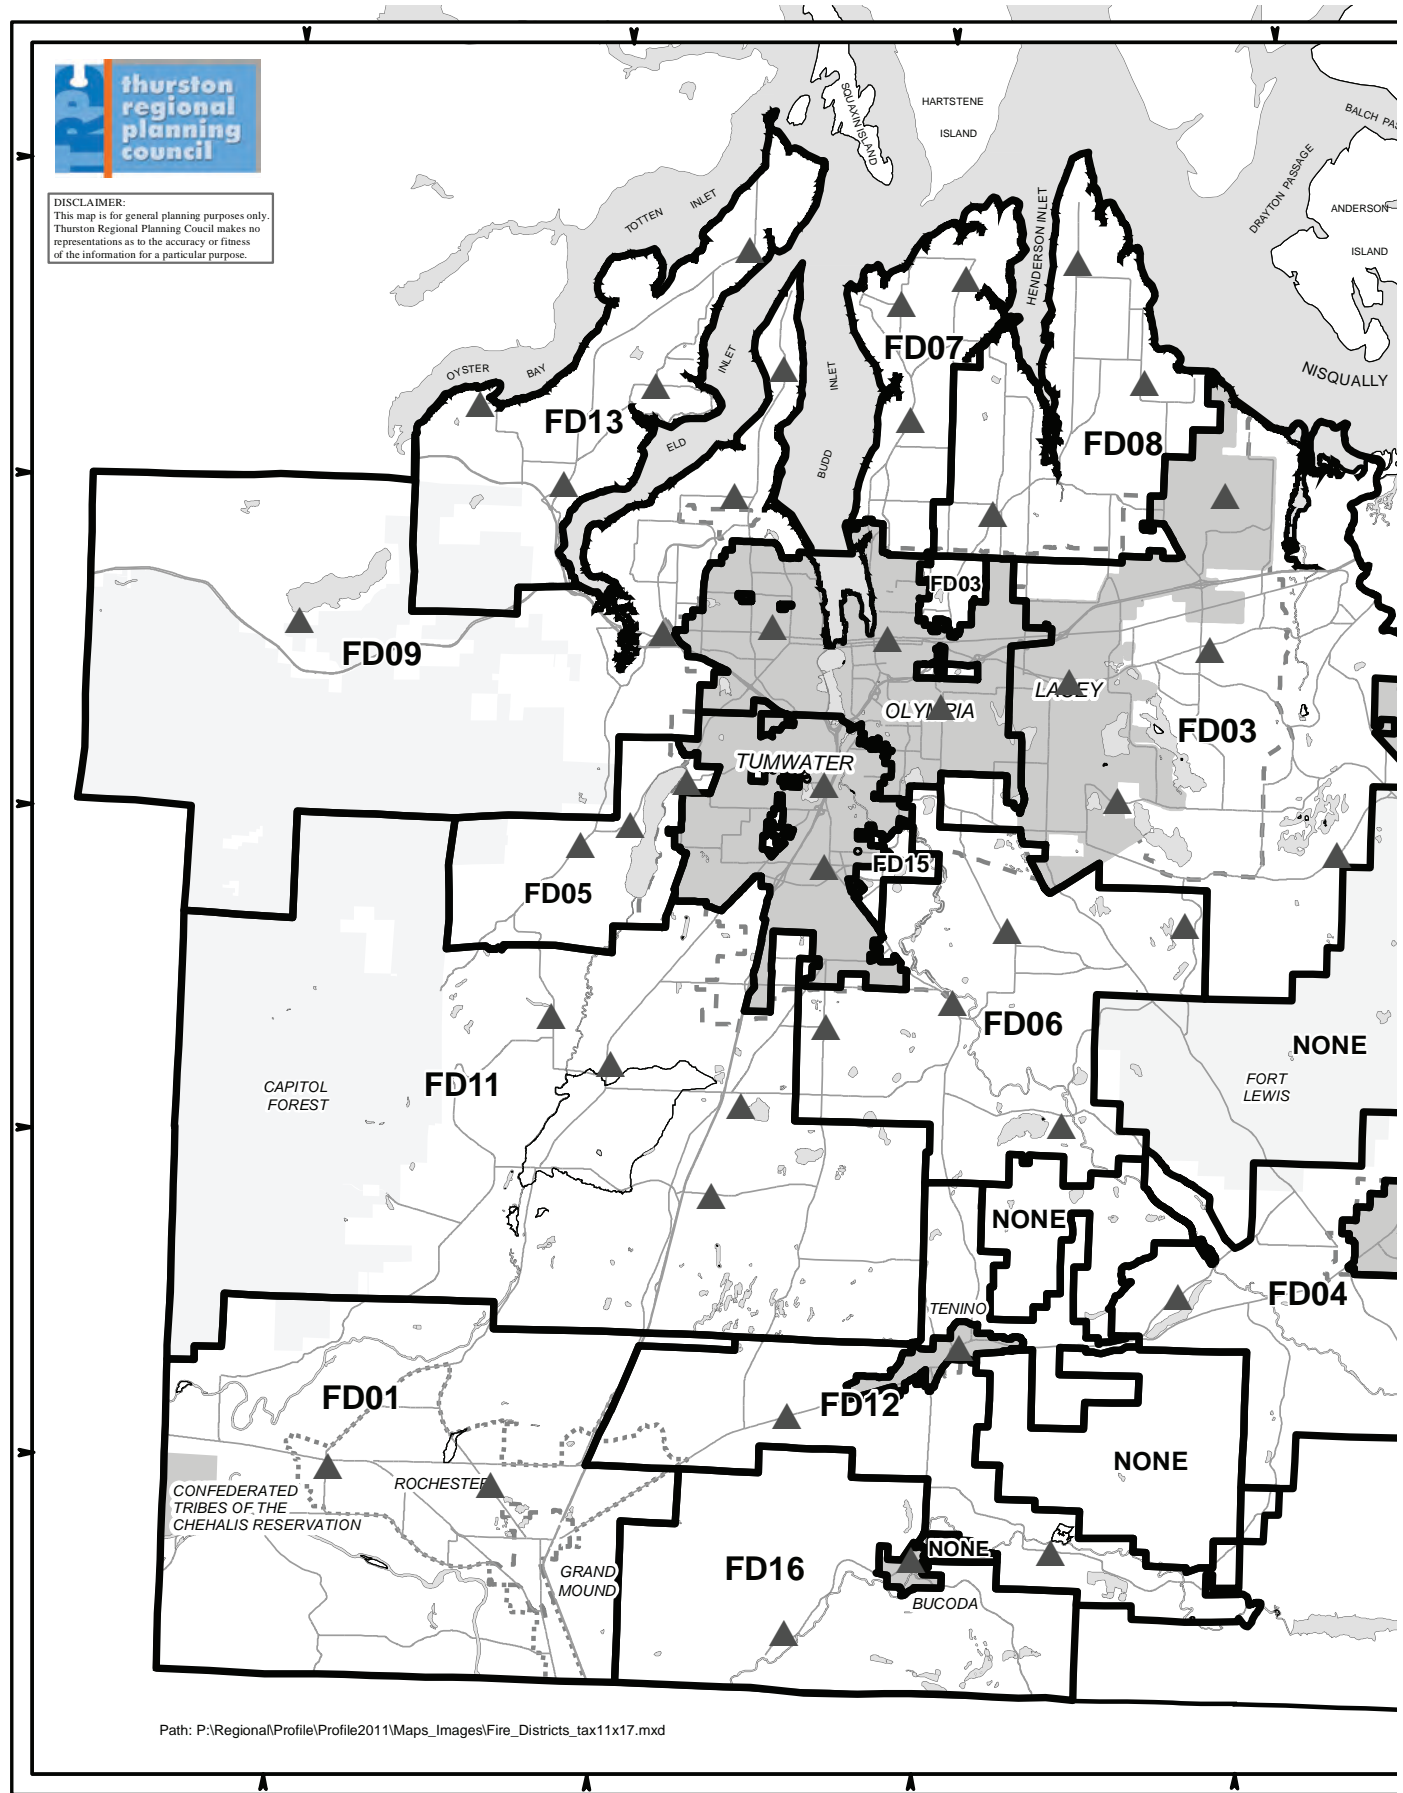 TRPC
thurston
regional
planning
council
DISCLAIMER:
This map is for general planning purposes only.
Thurston Regional Planning Coucil makes no
representations as to the accuracy or fitness
of the information for a particular purpose.
SQUAXIN ISLAND
HARTSTENE
ISLAND
BALCH PAS
DRAYTON PASSAGE
ANDERSON
ISLAND
TOTTEN INLET
HENDERSON INLET
NISQUALLY
OYSTER BAY
ELD INLET
BUDD INLET
FD07
FD13
FD08
FD03
FD09
LACEY
OLYMPIA
FD03
TUMWATER
FD15
FD05
FD06
NONE
FORT
LEWIS
CAPITOL
FOREST
FD11
NONE
TENINO
FD04
FD01
FD12
NONE
ROCHESTER
CONFEDERATED
TRIBES OF THE
CHEHALIS RESERVATION
NONE
GRAND
MOUND
FD16
BUCODA
Path: P:\Regional\Profile\Profile2011\Maps_Images\Fire_Districts_tax11x17.mxd